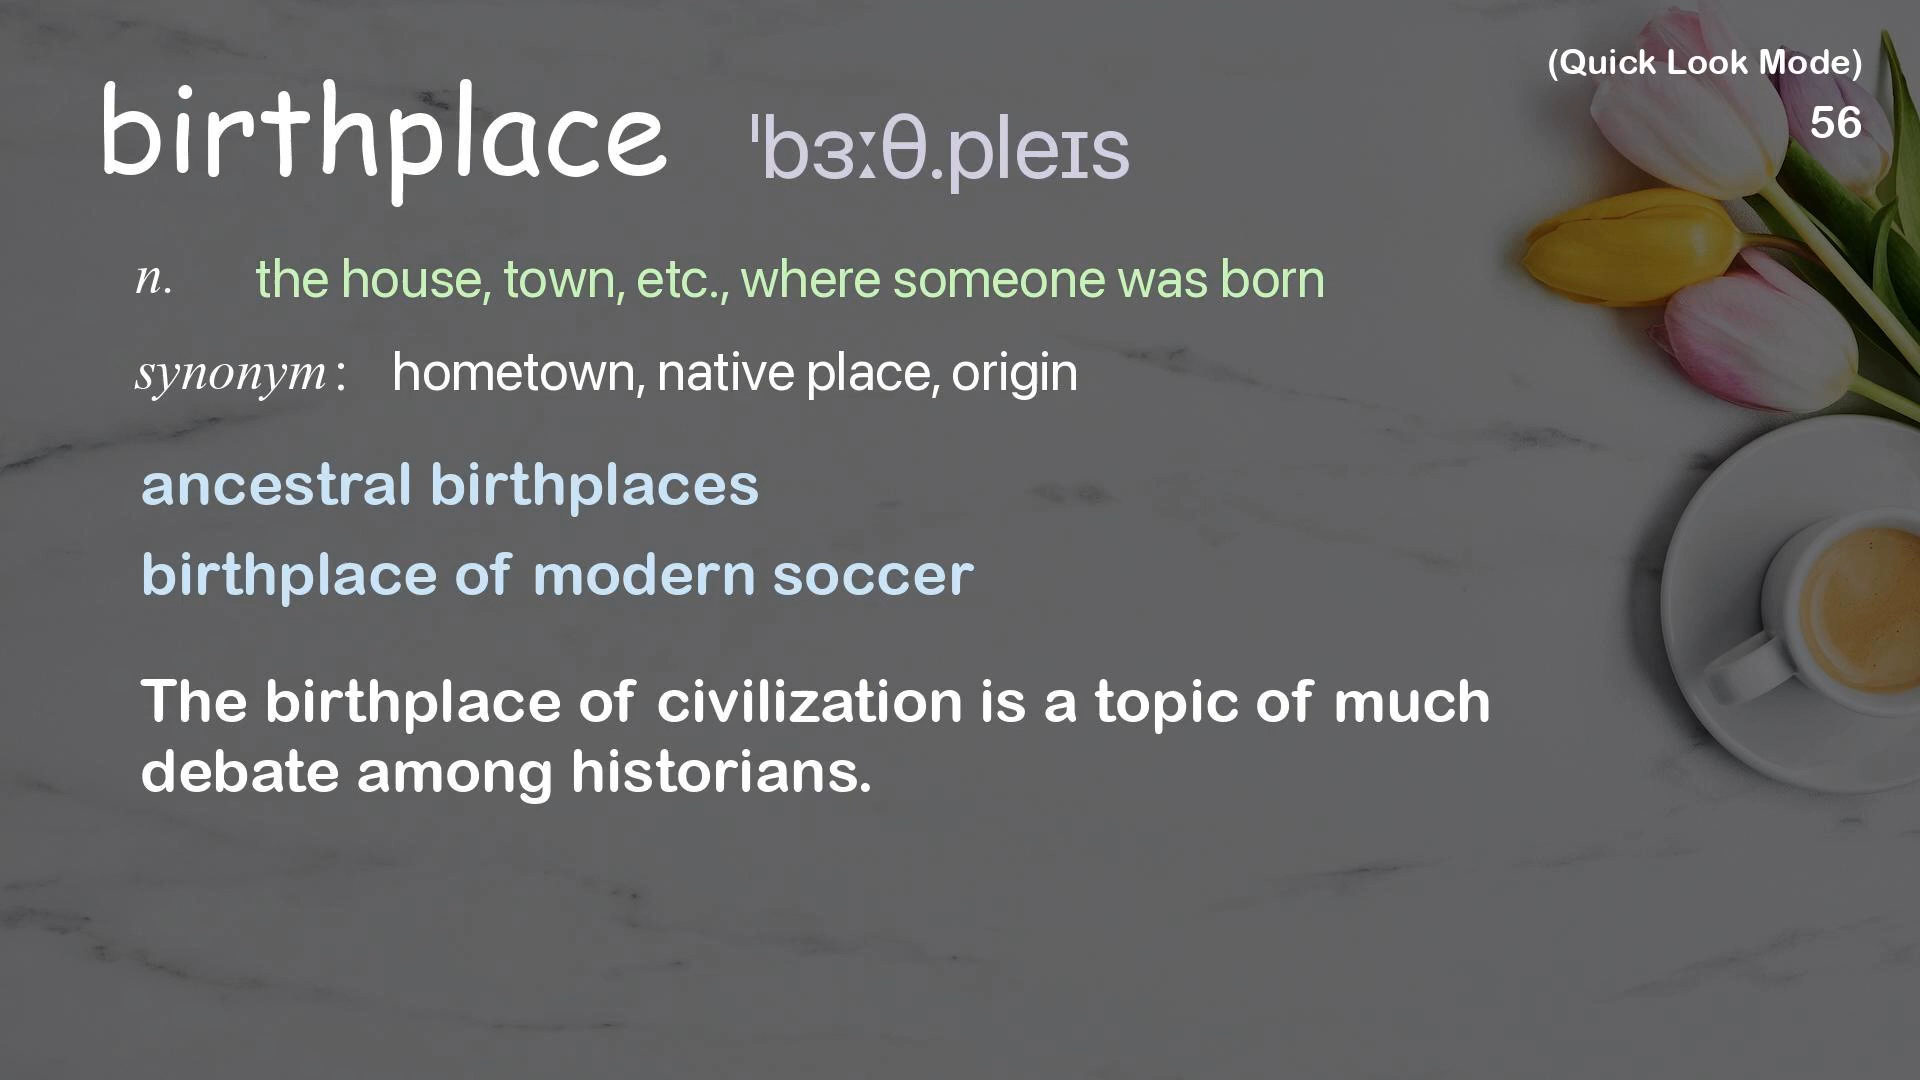 (Quick Look Mode)
56
birthplace ˈbɜːθ.pleɪs
n. the house, town, etc., where someone was born
synonym : hometown, native place, origin
ancestral birthplaces
birthplace of modern soccer
The birthplace of civilization is a topic of much
debate among historians.